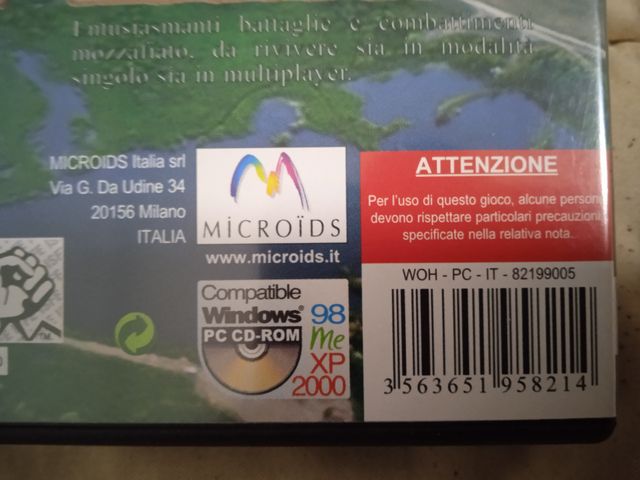 Entusiasmanti battaglie e combattimenti
mozzafiato, da rivivere sia in modalità
singolo sia in multiplayer.
MICROIDS Italia srl
Via G. Da Udine 34
20156 Milano
ITALIA
MiCROÏDS
www.microids.it
ATTENZIONE
Per l'uso di questo gioco, alcune person
devono rispettare particolari precauzioni
specificate nella relativa nota.
WOH - PC - IT - 82199005
Compatible
Windows 98
PC CD-ROM Me
XP
2000
3 563651 958214
TM